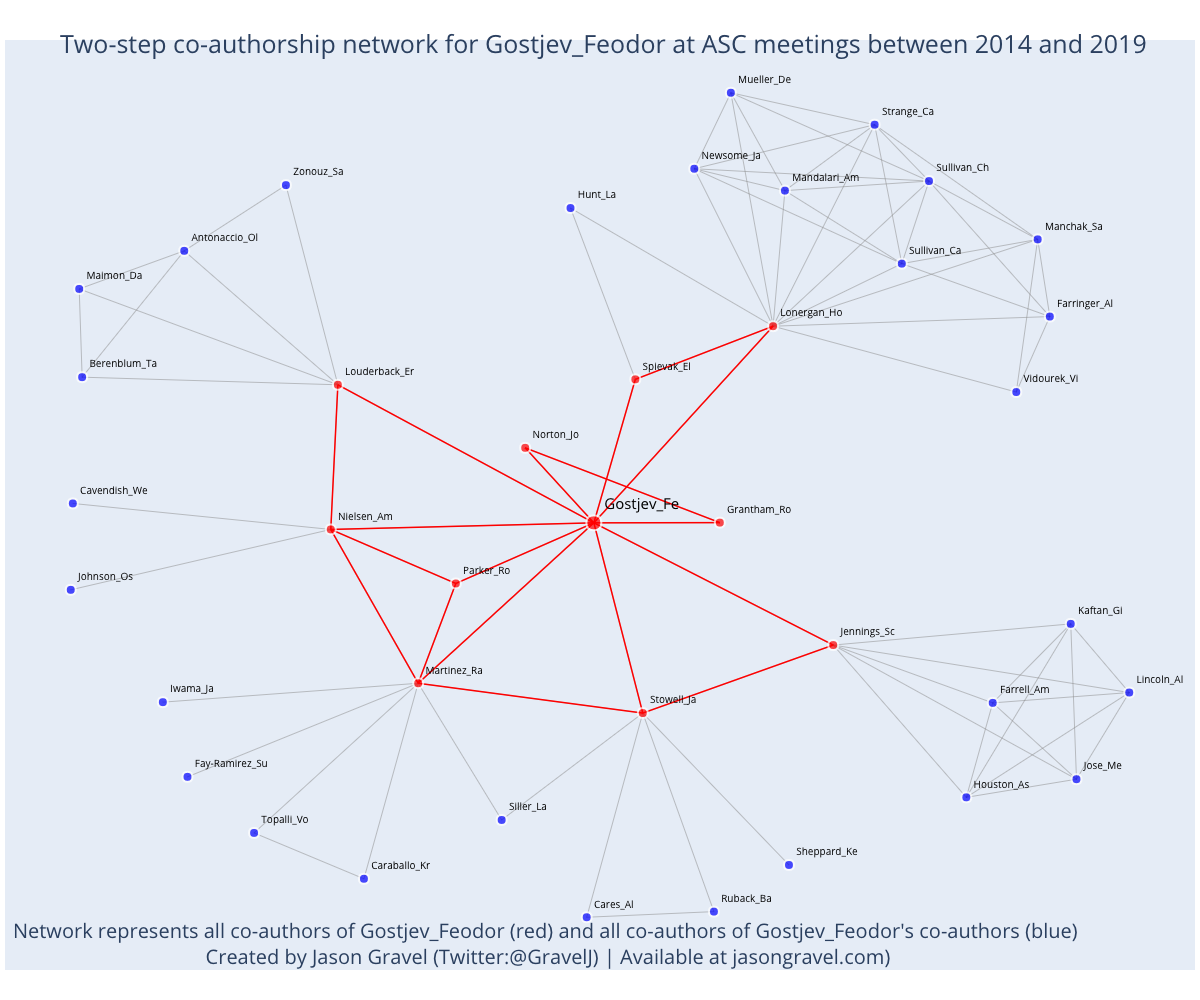 Two-step co-authorship network for Gostjev_Feodor at ASC meetings between 2014 and 2019
Mueller_De
Strange_Ca
Newsome_Ja
Sullivan_Ch
Zonouz_Sa
Mandalari_Am
Hunt_La
Manchak_Sa
Antonaccio_Ol
Sullivan_Ca
Maimon_Da
Farringer_Al
Lonergan_Ho
Berenblum_Ta
Louderback_Er
Spievak_El
Vidourek_Vi
Norton_Jo
Cavendish_We
Gostjev_Fe
Grantham_Ro
Nielsen_Am
Parker_Ro
Johnson_Os
Kaftan_Gi
Jennings_Sc
Martinez_Ra
Lincoln_Al
Iwama_Ja
Farrell_Am
Stowell_Ja
Fay-Ramirez_Su
Jose_Me
Houston_As
Siller_La
Topalli_Vo
Sheppard_Ke
Caraballo_Kr
Ruback_Ba
Cares_Al
Network represents all co-authors of Gostjev_Feodor (red) and all co-authors of Gostjev_Feodor's co-authors (blue)
Created by Jason Gravel (Twitter:@GravelJ) | Available at jasongravel.com)